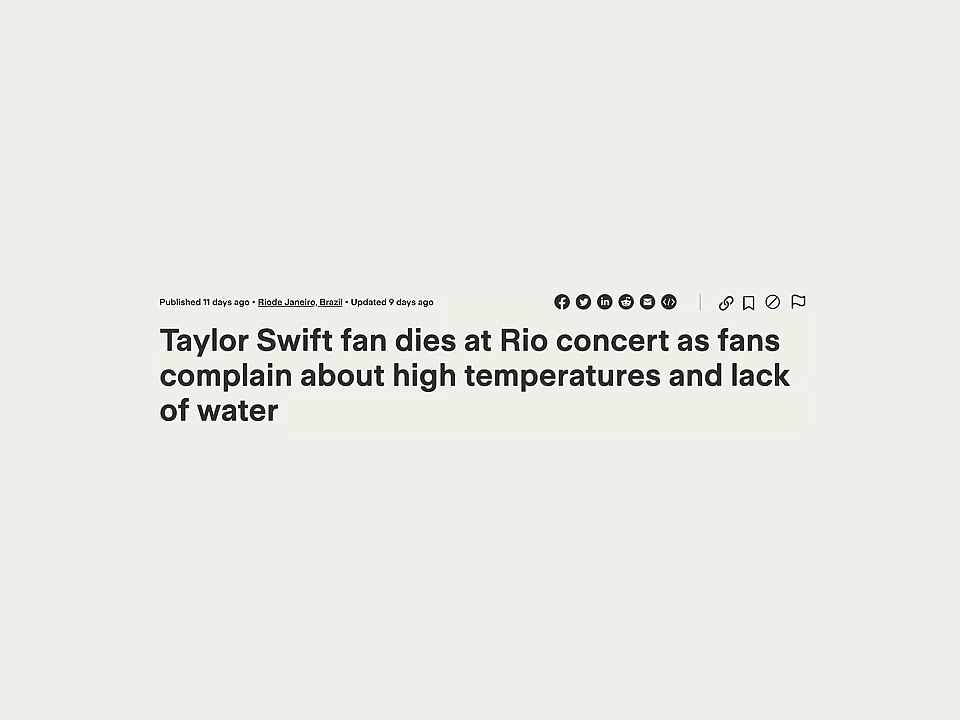 Published 11 days ago • Riode Janeiro, Brazil • Updated 9 days ago
Taylor Swift fan dies at Rio concert as fans
complain about high temperatures and lack
of water